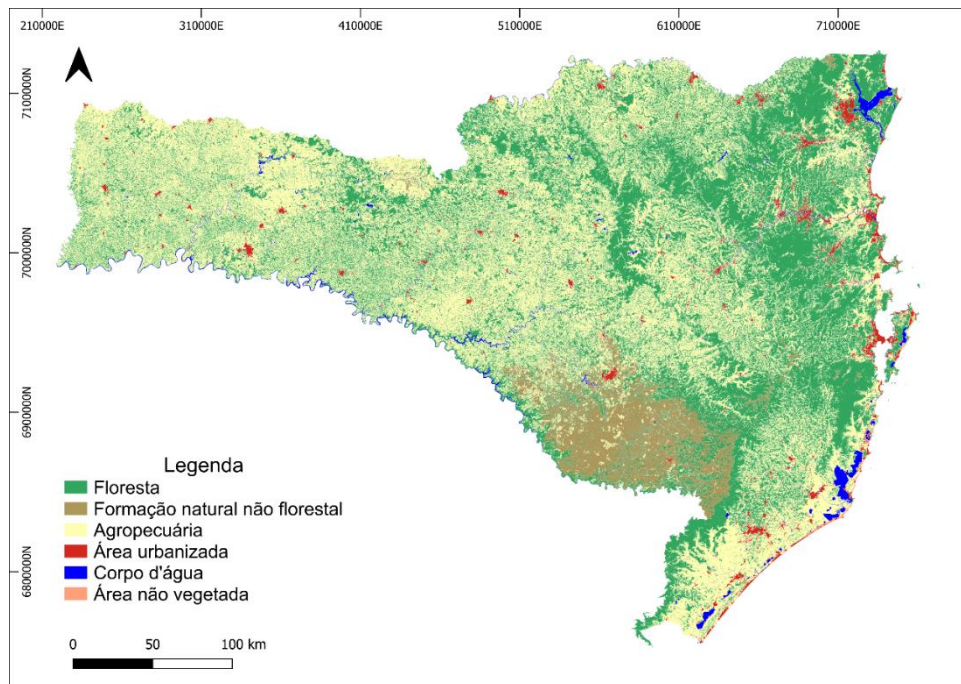 210000E 310000E 410000E 510000E 610000E 710000E
7100000N
7000000N
6900000N
6800000N
Legenda
Floresta
Formação natural não florestal
Agropecuária
Área urbanizada
Corpo d'água
Área não vegetada
0 50 100 km